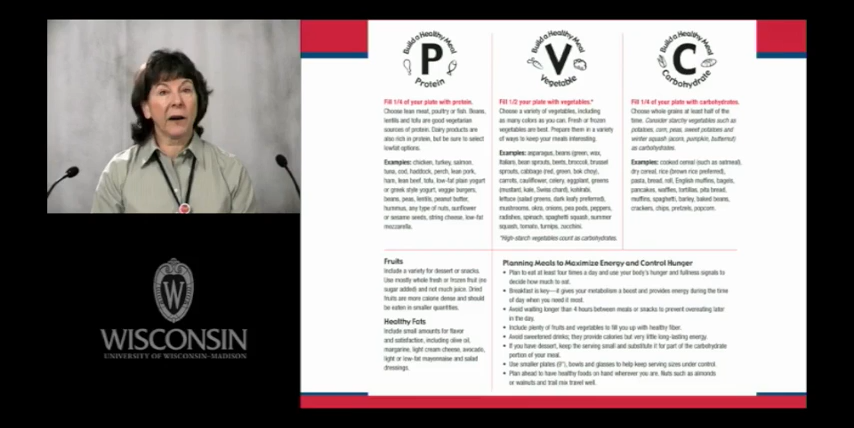 Build a Healthy Meal
P
Protein
Fill 1/4 of your plate with protein.
Choose lean meat, poultry or fish. Beans,
lentils and tofu are good vegetarian
sources of protein. Dairy products are
also rich in protein, but be sure to select
lowfat options.
Examples: chicken, turkey, salmon,
tuna, cod, haddock, perch, lean pork,
ham, lean beef, tofu, low-fat plain yogurt
or greek style yogurt, veggie burgers,
beans, peas, lentils, peanut butter,
hummus, any type of nuts, sunflower
or sesame seeds, string cheese, low-fat
mozzarella.
Build a Healthy Meal
V
Vegetable
Fill 1/2 your plate with vegetables.*
Choose a variety of vegetables, including
as many colors as you can. Fresh or frozen
vegetables are best. Prepare them in a variety
of ways to keep your meals interesting.
Examples: asparagus, beans (green, wax,
Italian), bean sprouts, beets, broccoli, brussel
sprouts, cabbage (red, green, bok choy),
carrots, cauliflower, celery, eggplant, greens
(mustard, kale, Swiss chard), kohlrabi,
lettuce (salad greens, dark leafy preferred),
mushrooms, okra, onions, pea pods, peppers,
radishes, spinach, spaghetti squash, summer
squash, tomato, turnips, zucchini.
*High-starch vegetables count as carbohydrates.
Build a Healthy Meal
C
Carbohydrate
Fill 1/4 of your plate with carbohydrates.
Choose whole grains at least half of the
time. Consider starchy vegetables such as
potatoes, corn, peas, sweet potatoes and
winter squash (acorn, pumpkin, butternut)
as carbohydrates.
Examples: cooked cereal (such as oatmeal),
dry cereal, rice (brown rice preferred),
pasta, bread, roll, English muffins, bagels,
pancakes, waffles, tortillas, pita bread,
muffins, spaghetti, barley, baked beans,
crackers, chips, pretzels, popcorn.
Fruits
Include a variety for dessert or snacks.
Use mostly whole fresh or frozen fruit (no
sugar added) and not much juice. Dried
fruits are more calorie dense and should
be eaten in smaller quantities.
Healthy Fats
Include small amounts for flavor
and satisfaction, including olive oil,
margarine, light cream cheese, avocado,
light or low-fat mayonnaise and salad
dressings.
Planning Meals to Maximize Energy and Control Hunger
• Plan to eat at least four times a day and use your body's hunger and fullness signals to
decide how much to eat.
• Breakfast is key—it gives your metabolism a boost and provides energy during the time
of day when you need it most.
• Avoid waiting longer than 4 hours between meals or snacks to prevent overeating later
in the day.
• Include plenty of fruits and vegetables to fill you up with healthy fiber.
• Avoid sweetened drinks; they provide calories but very little long-lasting energy.
• If you have dessert, keep the serving small and substitute it for part of the carbohydrate
portion of your meal.
• Use smaller plates (9"), bowls and glasses to help keep serving sizes under control.
• Plan ahead to have healthy foods on hand wherever you are. Nuts such as almonds
or walnuts and trail mix travel well.
W
WISCONSIN
UNIVERSITY OF WISCONSIN–MADISON